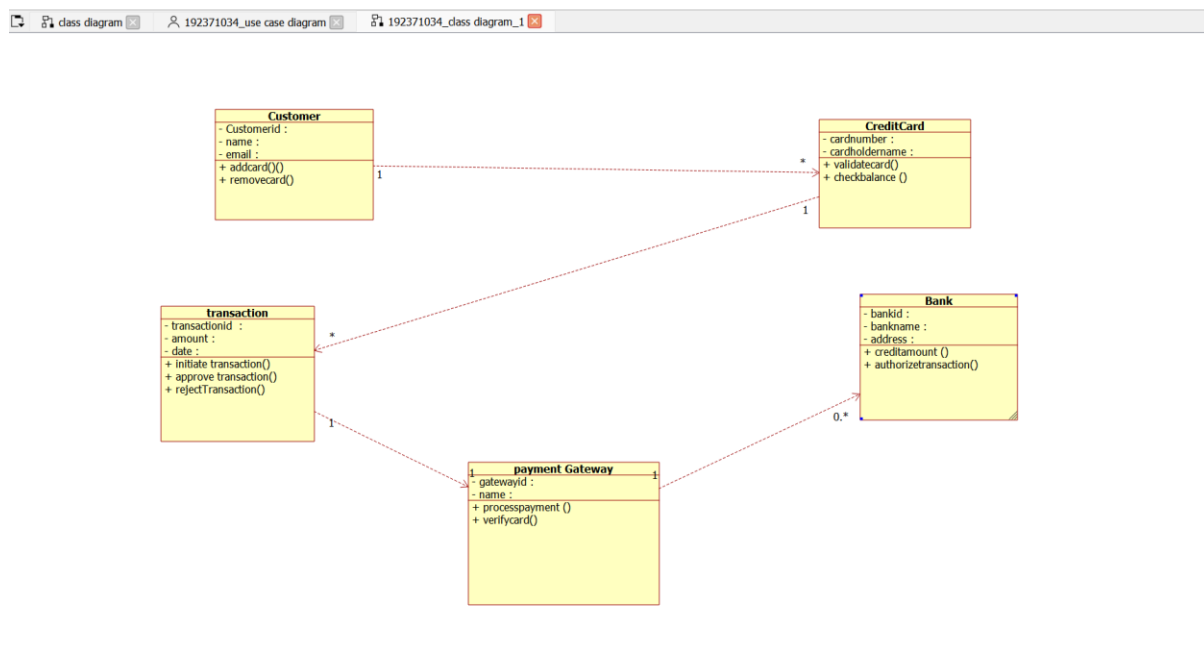 class diagram
192371034_use case diagram
192371034_class diagram_1
Customer
- Customerid :
- name :
- email :
+ addcard()()
+ removecard()
1
*
CreditCard
- cardnumber :
- cardholdername :
+ validatecard()
+ checkbalance ()
1
*
transaction
- transactionid :
- amount :
- date :
+ initiate transaction()
+ approve transaction()
+ rejectTransaction()
1
Bank
- bankid :
- bankname :
- address :
+ creditamount ()
+ authorizetransaction()
0.*
1
payment Gateway
1
- gatewayid :
- name :
+ processpayment ()
+ verifycard()